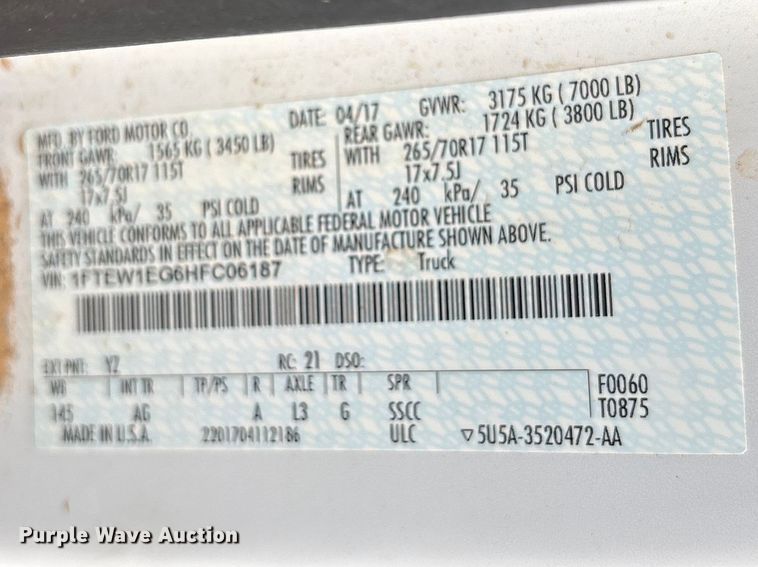 MFD. BY FORD MOTOR CO. DATE: 04/17 GVWR: 3175 KG ( 7000 LB)
FRONT GAWR: 1565 KG ( 3450 LB) REAR GAWR: 1724 KG ( 3800 LB)
WITH 265/70R17 115T TIRES WITH 265/70R17 115T TIRES
17x7.5J RIMS 17x7.5J RIMS
AT 240 kPa/ 35 PSI COLD AT 240 kPa/ 35 PSI COLD
THIS VEHICLE CONFORMS TO ALL APPLICABLE FEDERAL MOTOR VEHICLE
SAFETY STANDARDS IN EFFECT ON THE DATE OF MANUFACTURE SHOWN ABOVE.
VIN: 1FTEW1EG6HFC06187 TYPE: Truck
EXT PNT: YZ RC: 21 DSO:
WB INT TR TP/PS R AXLE TR SPR F0060
145 AG A L3 G SSCC T0875
MADE IN U.S.A. 2201704112186 ULC ▽5U5A-3520472-AA
Purple Wave Auction